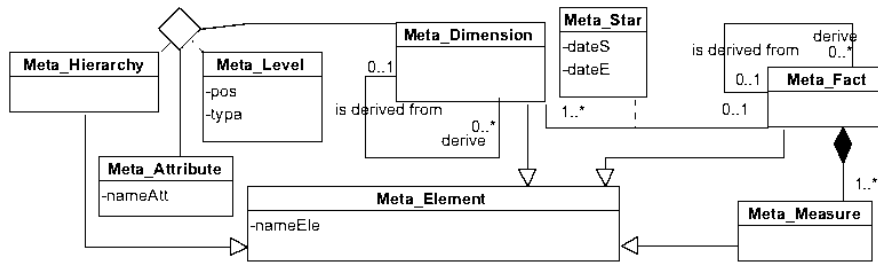 Meta_Hierarchy
Meta_Level
-pos
-typa
Meta_Attribute
-nameAtt
Meta_Dimension
0..1
is derived from
0..*
derive
Meta_Star
-dateS
-dateE
1..*
0..1
is derived from
derive
0..*
0..1
Meta_Fact
1..*
Meta_Measure
Meta_Element
-nameEle